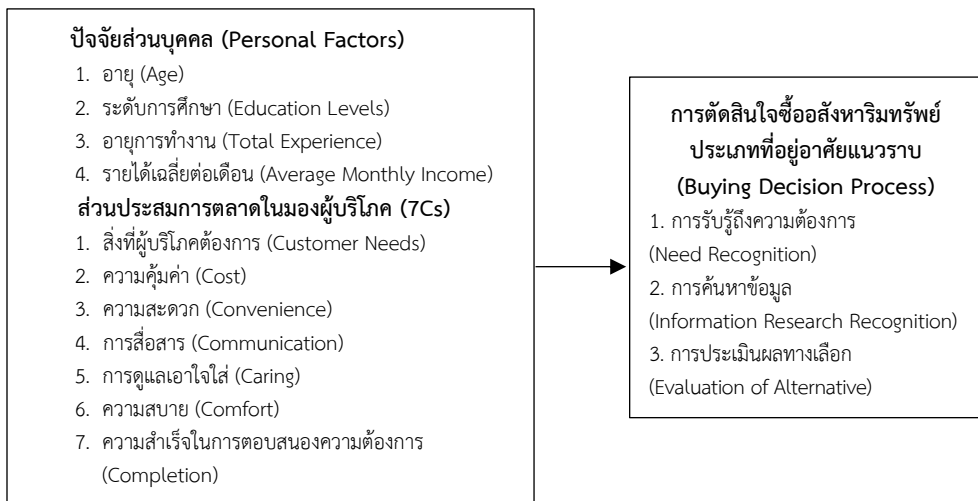 ปัจจัยส่วนบุคคล (Personal Factors)
1. อายุ (Age)
2. ระดับการศึกษา (Education Levels)
3. อายุการทำงาน (Total Experience)
4. รายได้เฉลี่ยต่อเดือน (Average Monthly Income)
ส่วนประสมการตลาดในมองผู้บริโภค (7Cs)
1. สิ่งที่ผู้บริโภคต้องการ (Customer Needs)
2. ความคุ้มค่า (Cost)
3. ความสะดวก (Convenience)
4. การสื่อสาร (Communication)
5. การดูแลเอาใจใส่ (Caring)
6. ความสบาย (Comfort)
7. ความสำเร็จในการตอบสนองความต้องการ
(Completion)
การตัดสินใจซื้ออสังหาริมทรัพย์
ประเภทที่อยู่อาศัยแนวราบ
(Buying Decision Process)
1. การรับรู้ถึงความต้องการ
(Need Recognition)
2. การค้นหาข้อมูล
(Information Research Recognition)
3. การประเมินผลทางเลือก
(Evaluation of Alternative)